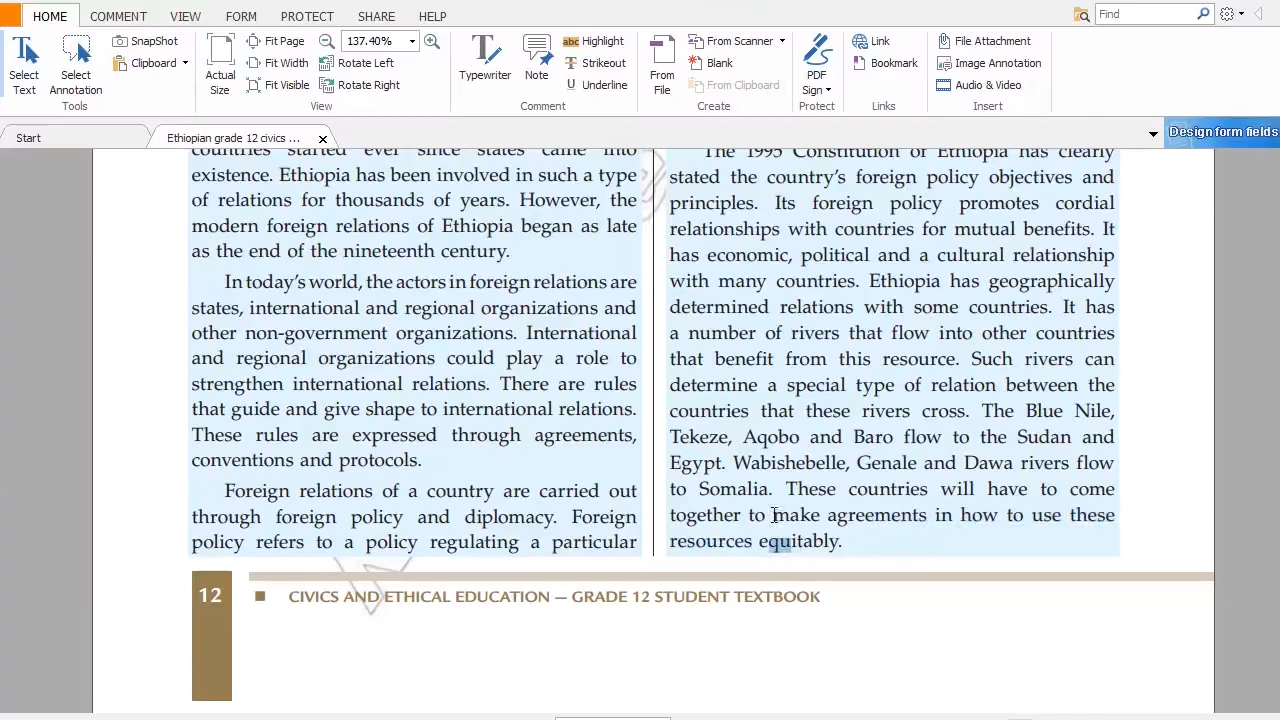 HOME COMMENT VIEW FORM PROTECT SHARE HELP
Find
Select Text
Select Annotation
SnapShot
Clipboard
Tools
Actual Size
Fit Page
Fit Width
Fit Visible
137.40%
Rotate Left
Rotate Right
View
Typewriter
Note
Highlight
Strikeout
Underline
Comment
From File
From Scanner
Blank
From Clipboard
Create
PDF Sign
Protect
Link
Bookmark
Links
File Attachment
Image Annotation
Audio & Video
Insert
Start
Ethiopian grade 12 civics ...
Design form fields
countries started ever since states came into
existence. Ethiopia has been involved in such a type
of relations for thousands of years. However, the
modern foreign relations of Ethiopia began as late
as the end of the nineteenth century.
In today's world, the actors in foreign relations are
states, international and regional organizations and
other non-government organizations. International
and regional organizations could play a role to
strengthen international relations. There are rules
that guide and give shape to international relations.
These rules are expressed through agreements,
conventions and protocols.
Foreign relations of a country are carried out
through foreign policy and diplomacy. Foreign
policy refers to a policy regulating a particular
The 1995 Constitution of Ethiopia has clearly
stated the country's foreign policy objectives and
principles. Its foreign policy promotes cordial
relationships with countries for mutual benefits. It
has economic, political and a cultural relationship
with many countries. Ethiopia has geographically
determined relations with some countries. It has
a number of rivers that flow into other countries
that benefit from this resource. Such rivers can
determine a special type of relation between the
countries that these rivers cross. The Blue Nile,
Tekeze, Aqobo and Baro flow to the Sudan and
Egypt. Wabishebelle, Genale and Dawa rivers flow
to Somalia. These countries will have to come
together to make agreements in how to use these
resources equitably.
12
CIVICS AND ETHICAL EDUCATION — GRADE 12 STUDENT TEXTBOOK